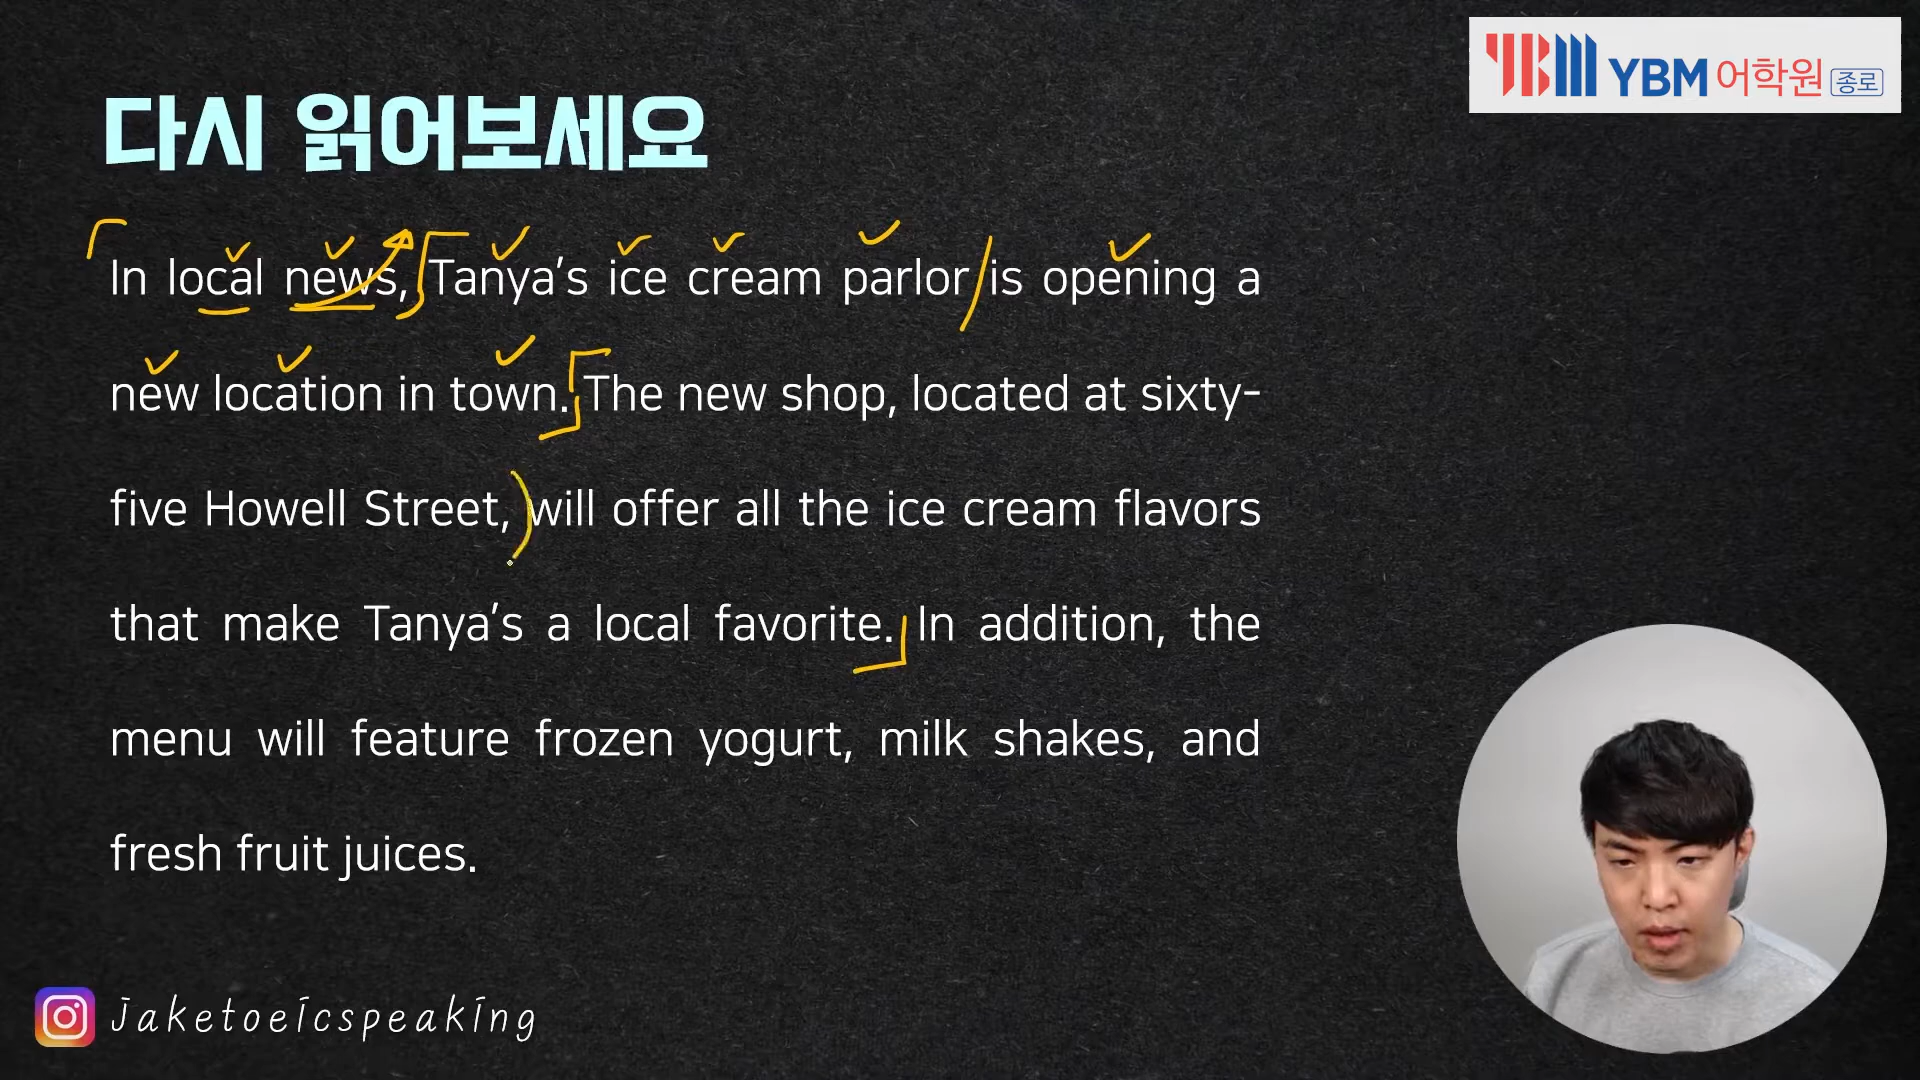 YBM 어학원 종로
다시 읽어보세요
In local news, Tanya's ice cream parlor is opening a
new location in town. The new shop, located at sixty-
five Howell Street, will offer all the ice cream flavors
that make Tanya's a local favorite. In addition, the
menu will feature frozen yogurt, milk shakes, and
fresh fruit juices.
Jaketoeicspeaking